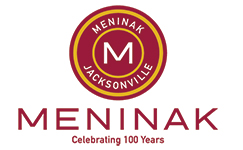 MENINAK
M
JACKSONVILLE
MENINAK
Celebrating 100 Years